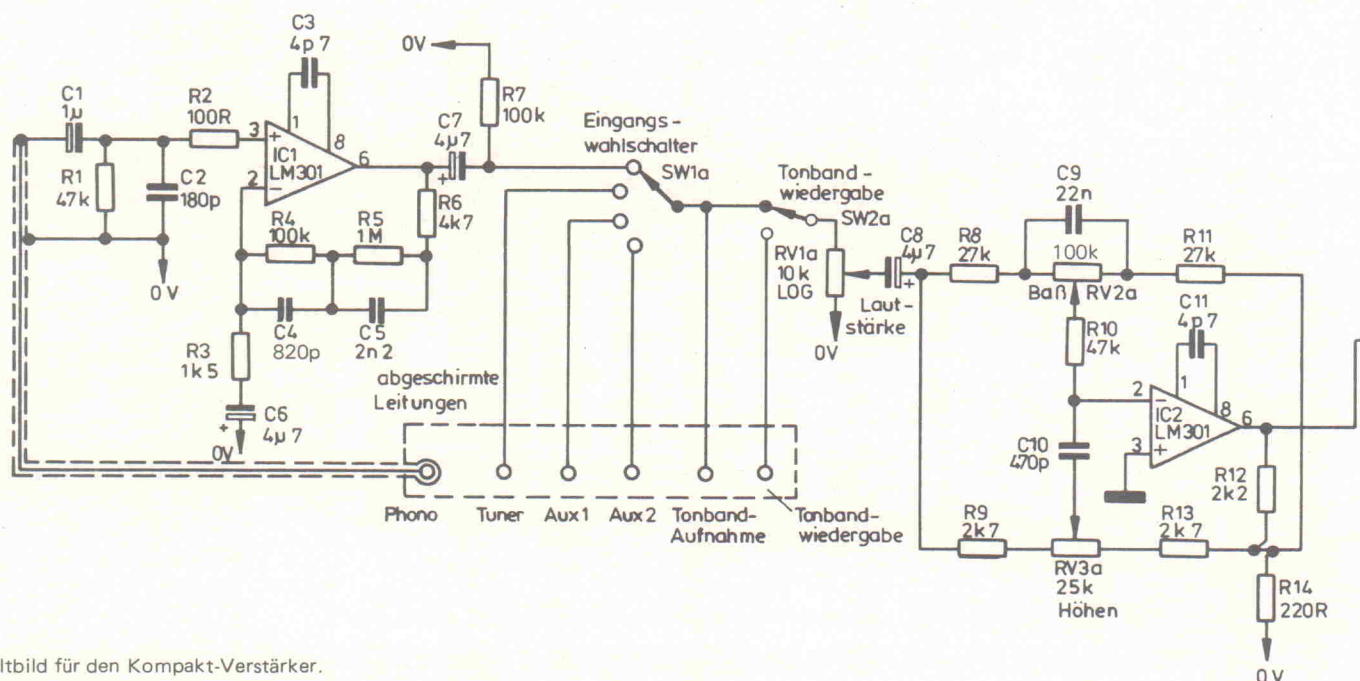 C3
4p7
0V
C1
1µ
R2
100R
R7
100k
1
8
3
+
IC1
LM301
6
2
−
C7
4µ7
+
Eingangs-
wahlschalter
SW1a
R1
47k
C2
180p
0V
R4
100k
R5
1M
R6
4k7
C4
820p
C5
2n2
R3
1k5
C6
4µ7
+
0V
Tonband-
wiedergabe
SW2a
RV1a
10k
LOG
Laut-
stärke
0V
C8
4µ7
+
R8
27k
C9
22n
100k
Baß RV2a
R11
27k
R10
47k
C11
4p7
1
8
2
−
IC2
LM301
6
3
+
C10
470p
R12
2k2
R9
2k7
R13
2k7
RV3a
25k
Höhen
R14
220R
0V
abgeschirmte
Leitungen
Phono
Tuner
Aux1
Aux2
Tonband-
Aufnahme
Tonband-
wiedergabe
ltbild für den Kompakt-Verstärker.